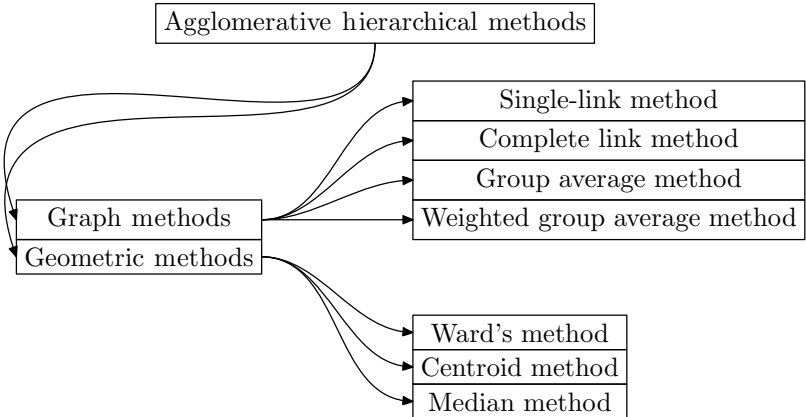 Agglomerative hierarchical methods
Single-link method
Complete link method
Group average method
Graph methods
Weighted group average method
Geometric methods
Ward's method
Centroid method
Median method